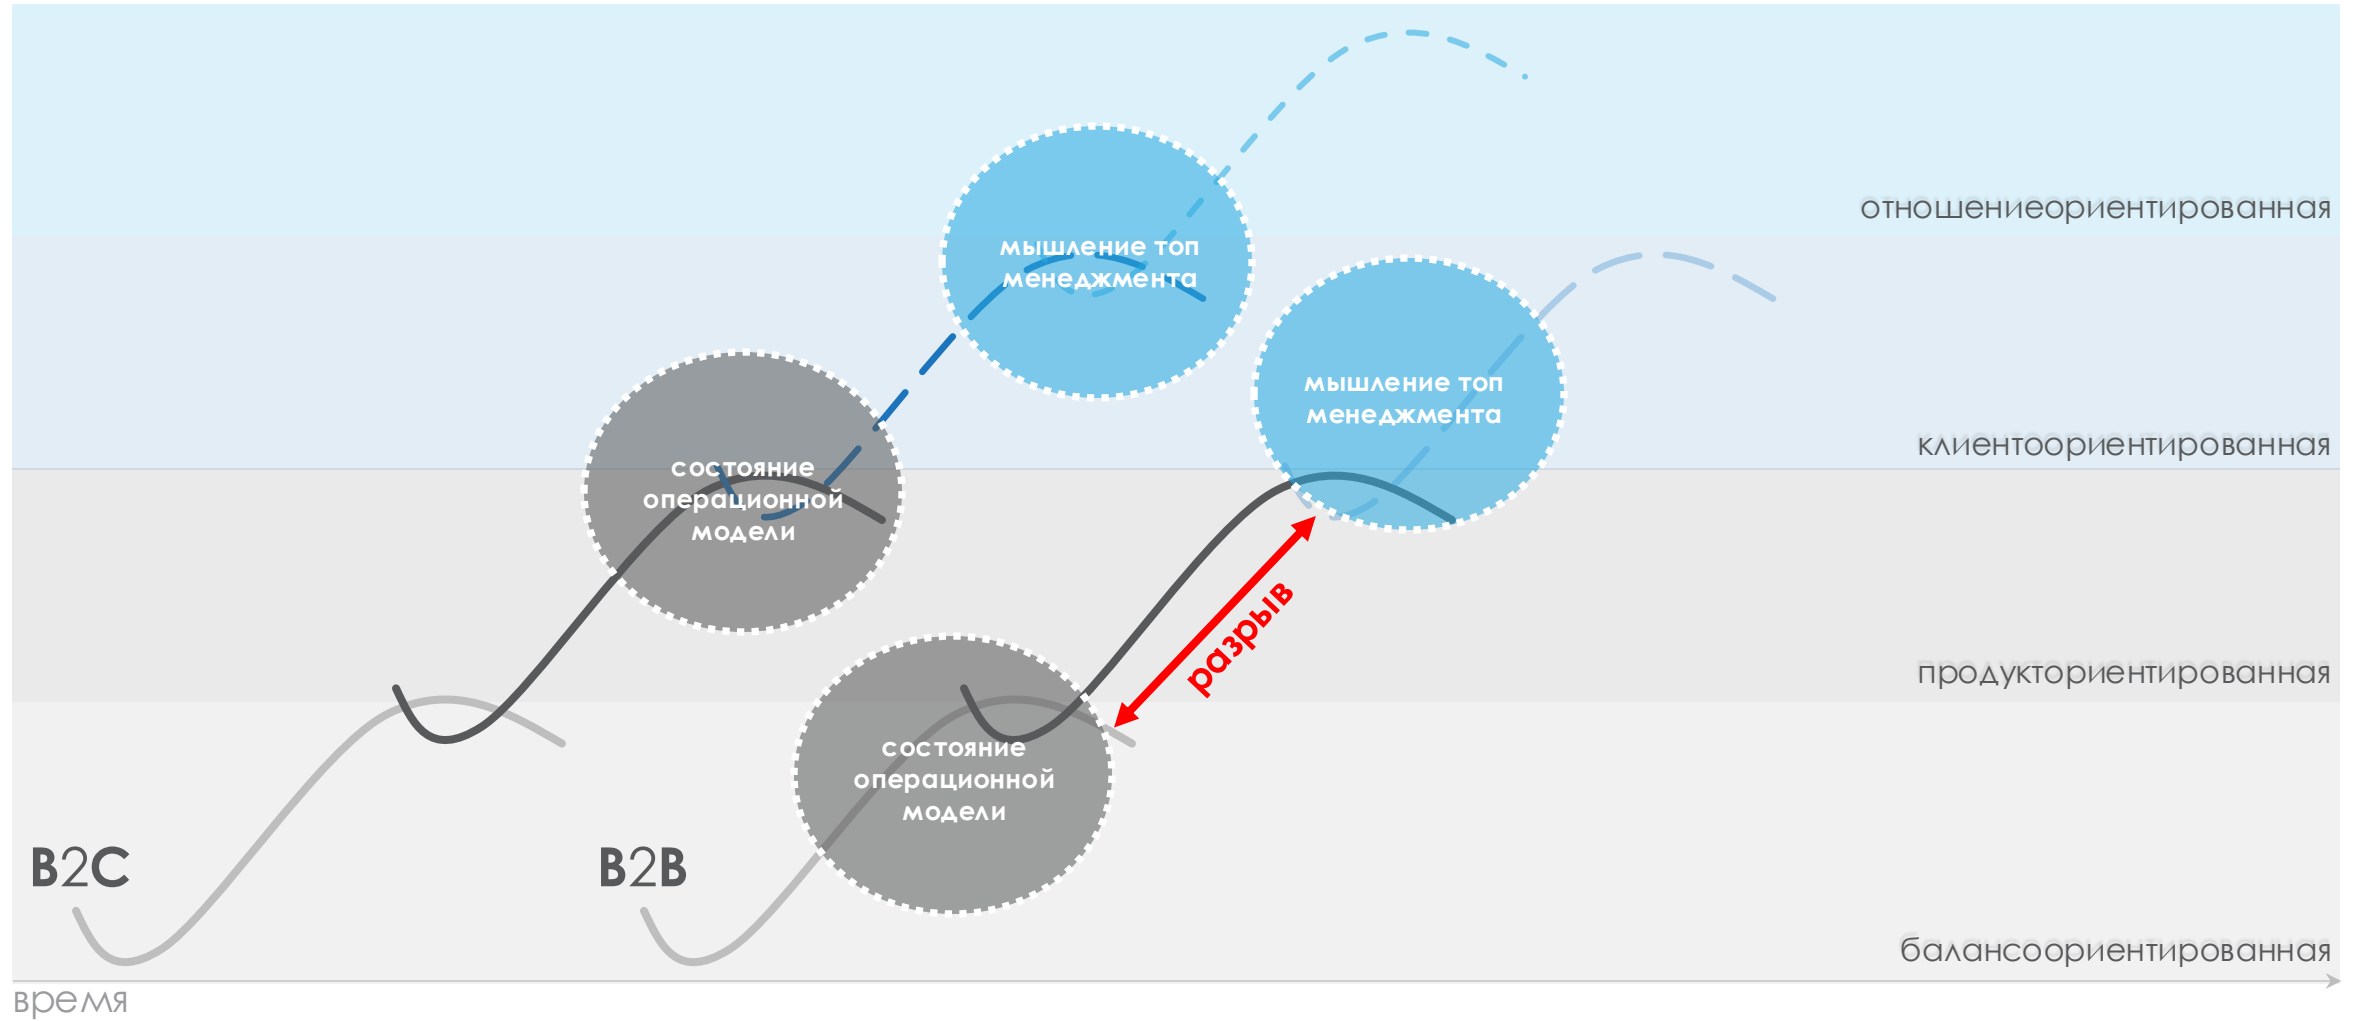 отношениеориентированная
мышление топ
менеджмента
мышление топ
менеджмента
клиентоориентированная
состояние
операционной
модели
разрыв
продукториентированная
состояние
операционной
модели
B2C
B2B
балансоориентированная
время